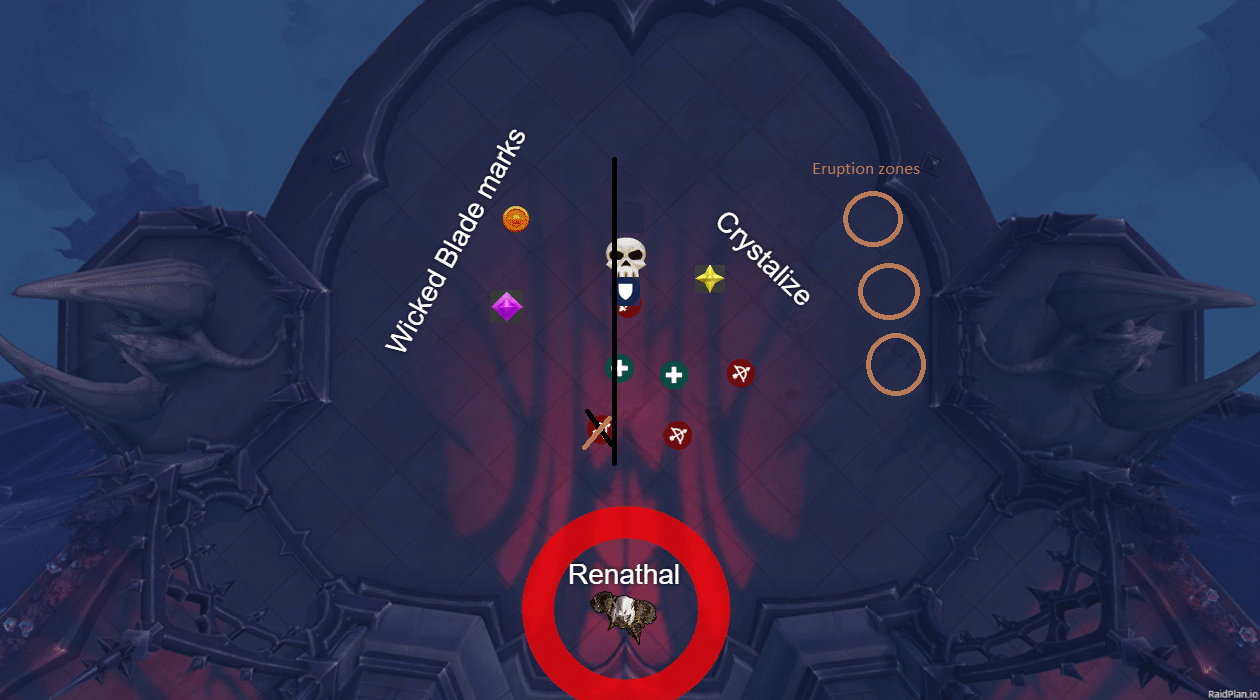 Wicked Blade marks
Eruption zones
Crystalize
Renathal
RaidPlan.io